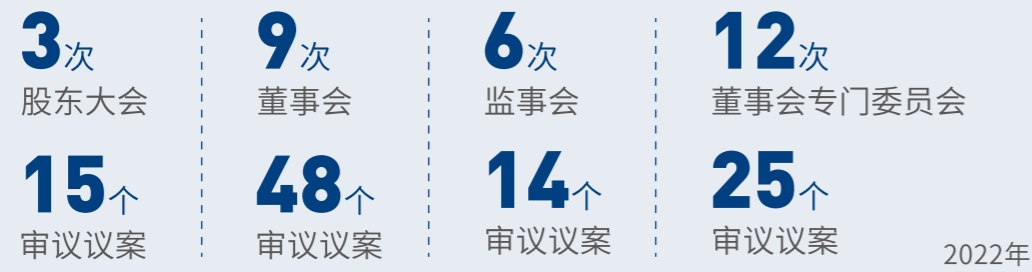 3次
股东大会
15个
审议议案
9次
董事会
48个
审议议案
6次
监事会
14个
审议议案
12次
董事会专门委员会
25个
审议议案
2022年